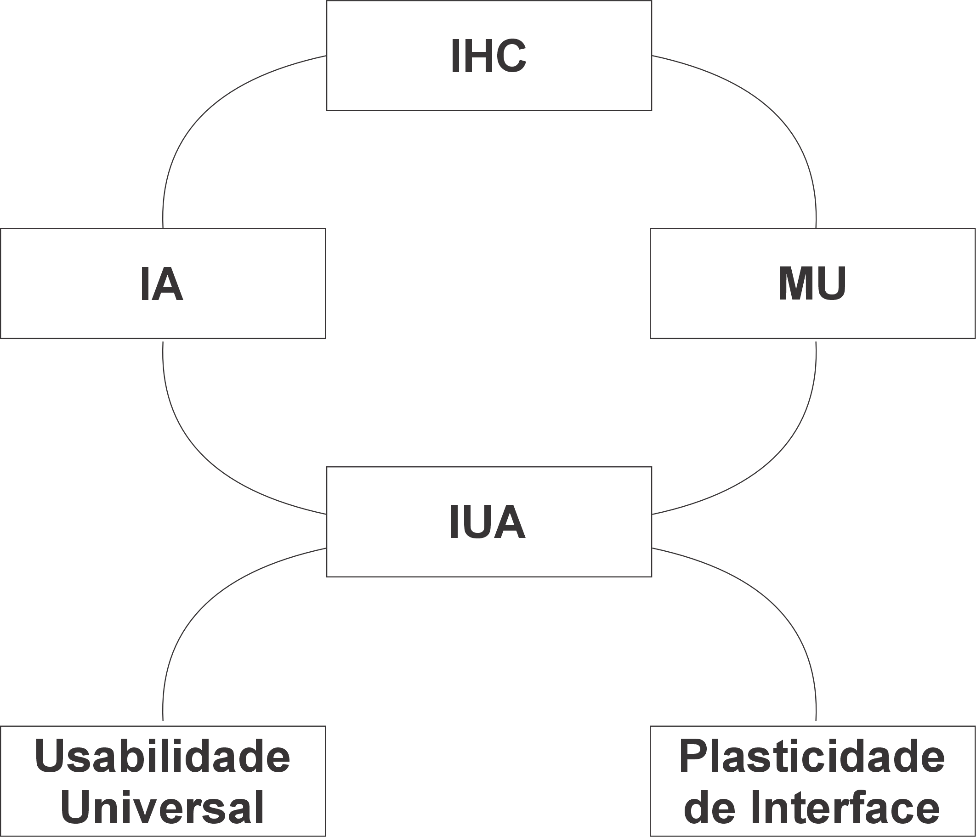 IHC
IA
MU
IUA
Usabilidade
Universal
Plasticidade
de Interface